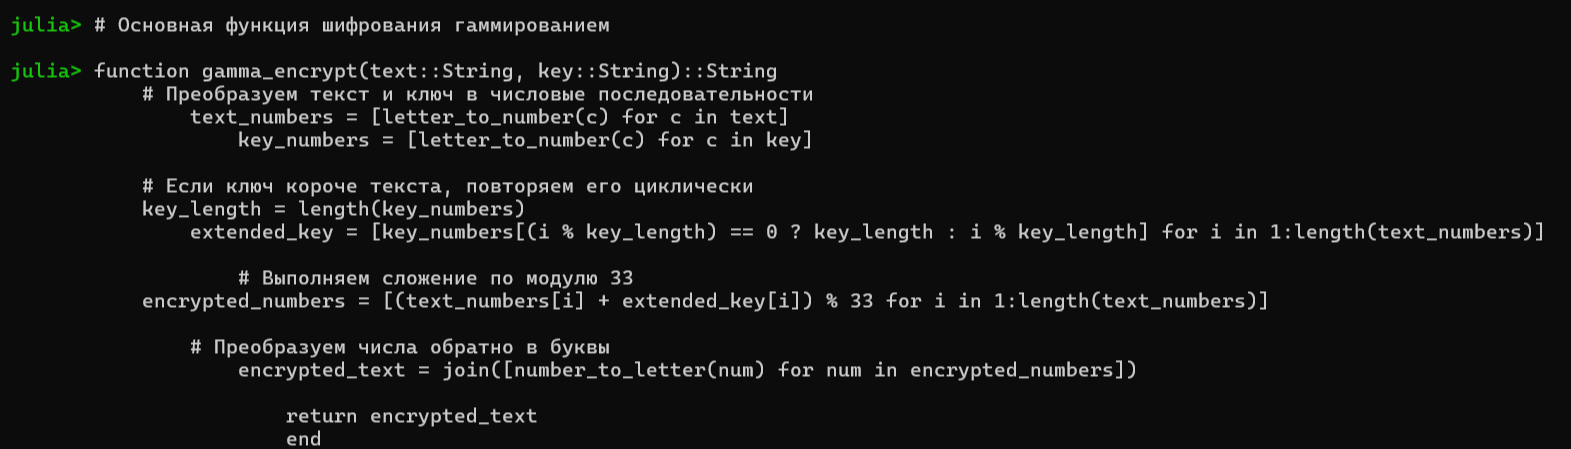 julia> # Основная функция шифрования гаммированием
julia> function gamma_encrypt(text::String, key::String)::String
# Преобразуем текст и ключ в числовые последовательности
text_numbers = [letter_to_number(c) for c in text]
key_numbers = [letter_to_number(c) for c in key]
# Если ключ короче текста, повторяем его циклически
key_length = length(key_numbers)
extended_key = [key_numbers[(i % key_length) == 0 ? key_length : i % key_length] for i in 1:length(text_numbers)]
# Выполняем сложение по модулю 33
encrypted_numbers = [(text_numbers[i] + extended_key[i]) % 33 for i in 1:length(text_numbers)]
# Преобразуем числа обратно в буквы
encrypted_text = join([number_to_letter(num) for num in encrypted_numbers])
return encrypted_text
end